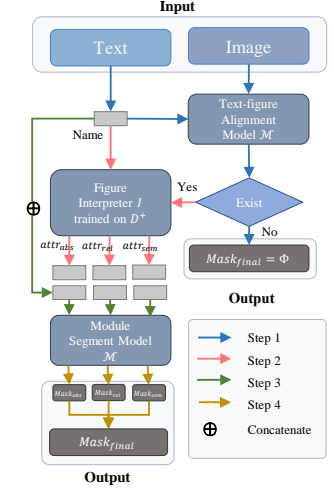 Input
Text
Image
Name
Text-figure
Alignment
Model ℳ
Figure
Interpreter I
trained on D⁺
Yes
Exist
No
attr_abs attr_rel attr_sem
Mask_final = Φ
Output
Module
Segment Model
ℳ
Mask_abs Mask_rel Mask_sem
Mask_final
Output
Step 1
Step 2
Step 3
Step 4
⊕ Concatenate